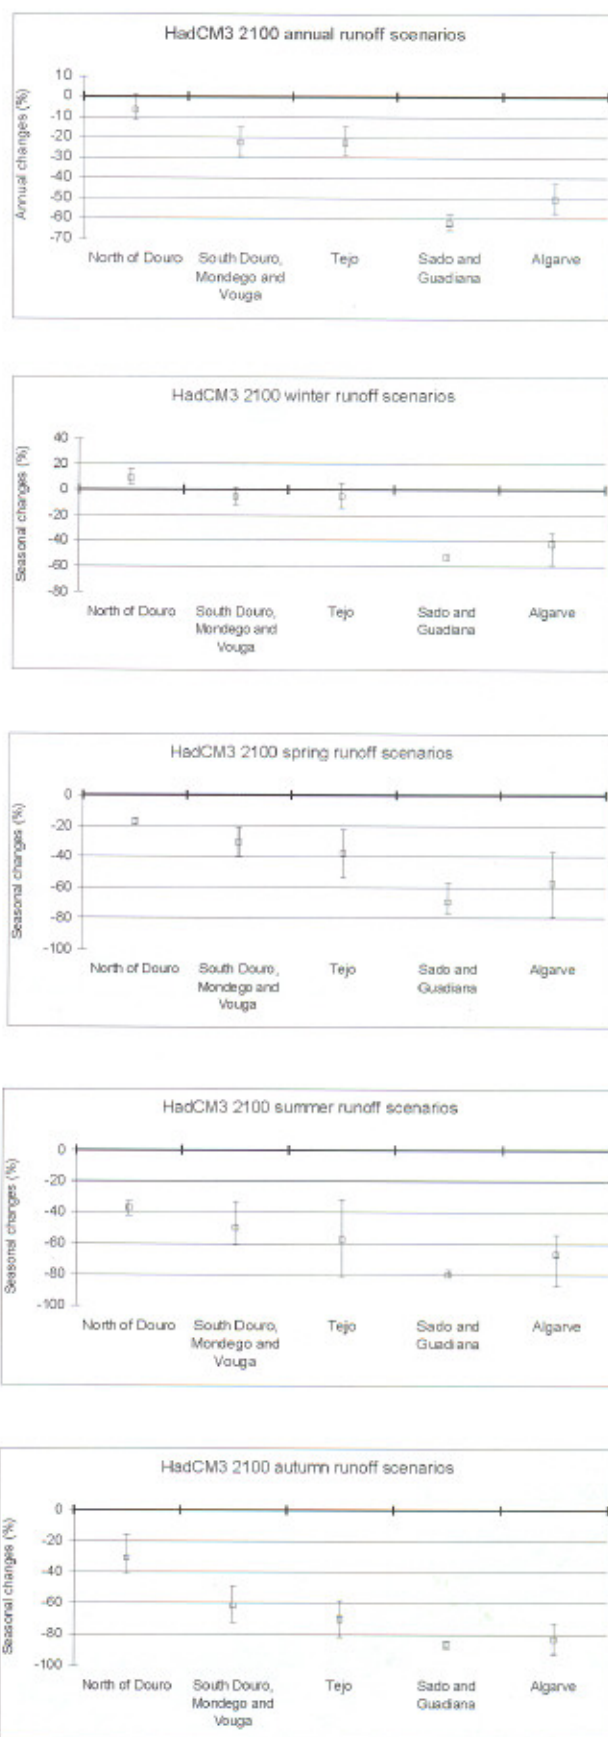 HadCM3 2100 annual runoff scenarios
Annual changes (%)
10
0
-10
-20
-30
-40
-50
-60
-70
North of Douro
South Douro,
Mondego and
Vouga
Tejo
Sado and
Guadiana
Algarve
HadCM3 2100 winter runoff scenarios
Seasonal changes (%)
40
20
0
-20
-40
-60
-80
North of Douro
South Douro,
Mondego and
Vouga
Tejo
Sado and
Guadiana
Algarve
HadCM3 2100 spring runoff scenarios
Seasonal changes (%)
0
-20
-40
-60
-80
-100
North of Douro
South Douro,
Mondego and
Vouga
Tejo
Sado and
Guadiana
Algarve
HadCM3 2100 summer runoff scenarios
Seasonal changes (%)
0
-20
-40
-60
-80
-100
North of Douro
South Douro,
Mondego and
Vouga
Tejo
Sado and
Guadiana
Algarve
HadCM3 2100 autumn runoff scenarios
Seasonal changes (%)
0
-20
-40
-60
-80
-100
North of Douro
South Douro,
Mondego and
Vouga
Tejo
Sado and
Guadiana
Algarve